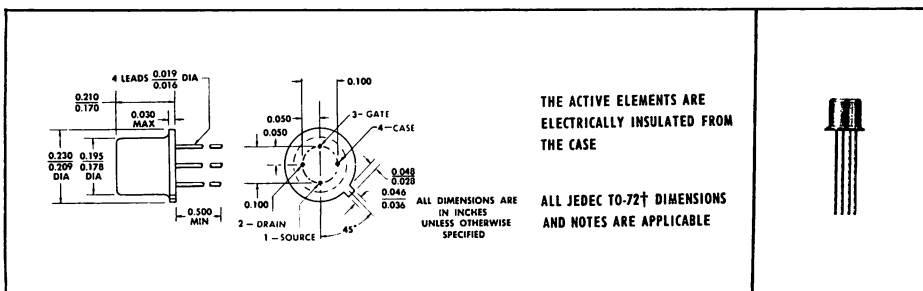 4 LEADS 0.019 DIA
0.016
0.210
0.170
0.030
MAX
0.230
0.209
DIA
0.195
0.178
DIA
0.500
MIN
0.100
0.050
0.050
3- GATE
4-CASE
0.048
0.028
0.046
0.036
0.100
2 - DRAIN
1 - SOURCE
45°
ALL DIMENSIONS ARE
IN INCHES
UNLESS OTHERWISE
SPECIFIED
THE ACTIVE ELEMENTS ARE
ELECTRICALLY INSULATED FROM
THE CASE
ALL JEDEC TO-72† DIMENSIONS
AND NOTES ARE APPLICABLE